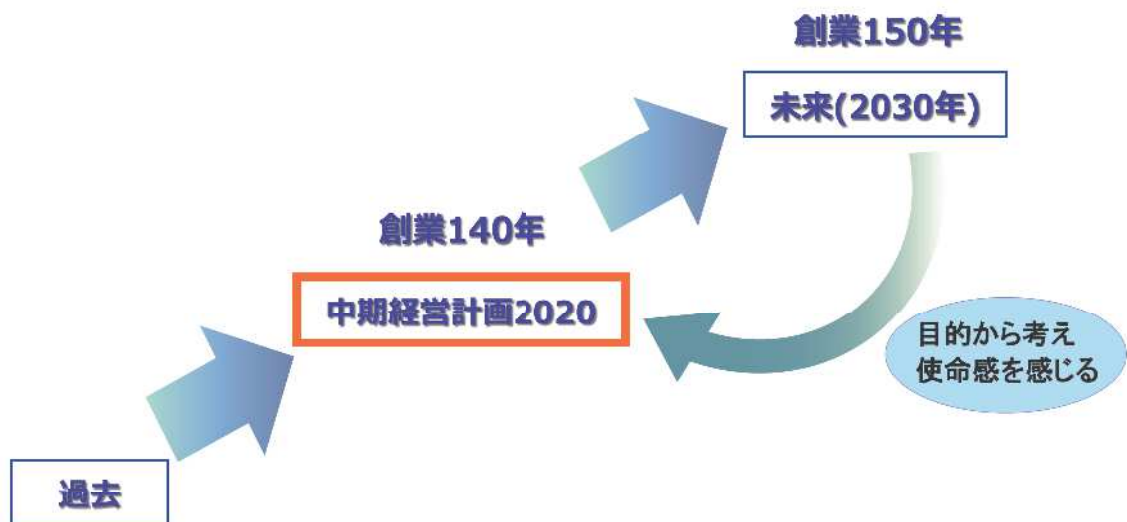 創業150年
未来(2030年)
創業140年
中期経営計画2020
目的から考え
使命感を感じる
過去